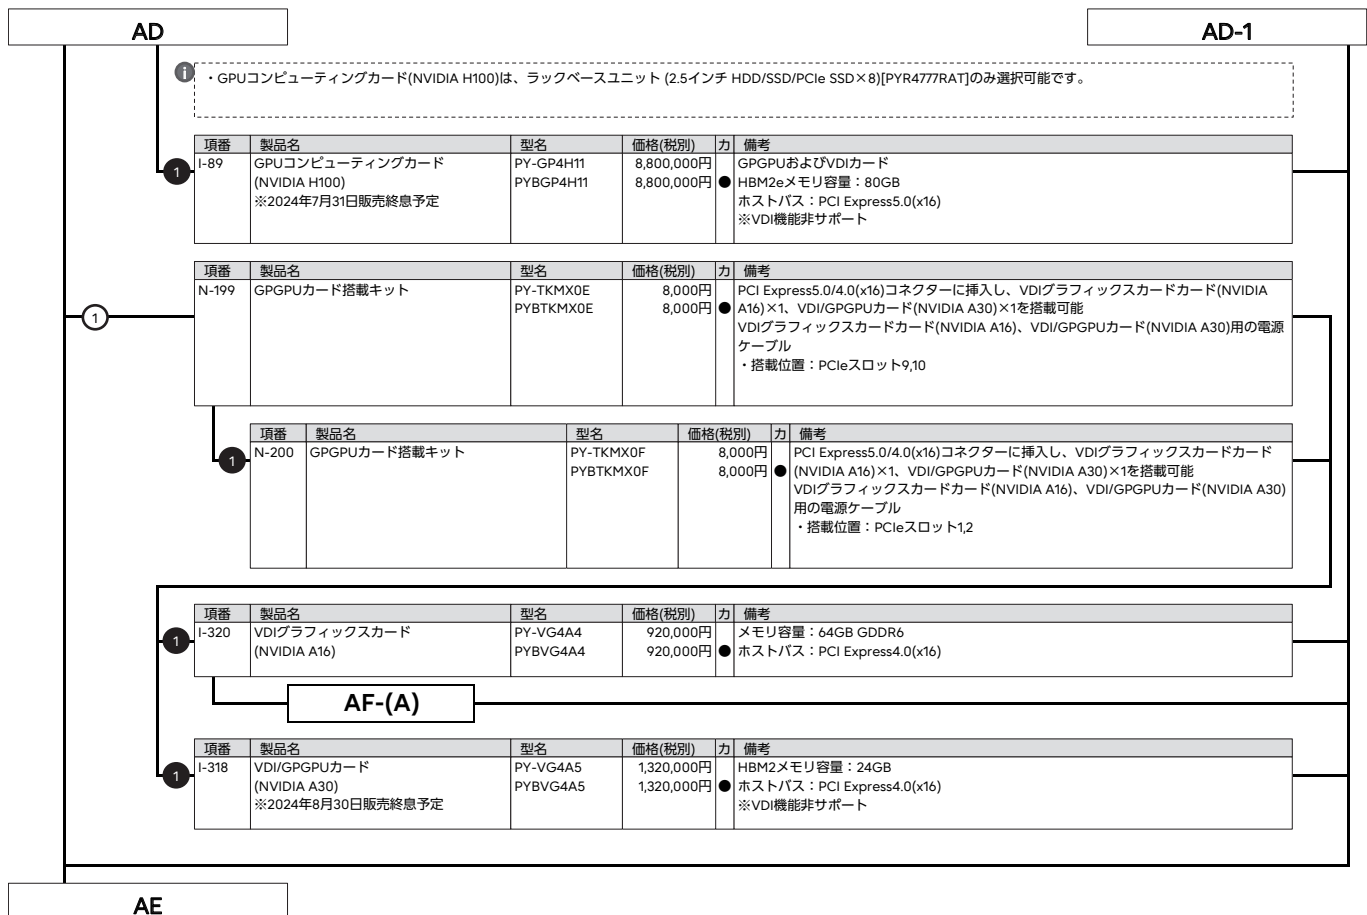 AD
AD-1
・GPUコンピューティングカード(NVIDIA H100)は、ラックベースユニット (2.5インチ HDD/SSD/PCIe SSD×8)[PYR4777RAT]のみ選択可能です。
項番 製品名 型名 価格(税別) カ 備考
1 I-89 GPUコンピューティングカード PY-GP4H11 8,800,000円 GPGPUおよびVDIカード
(NVIDIA H100) PYBGP4H11 8,800,000円 ● HBM2eメモリ容量：80GB
※2024年7月31日販売終息予定 ホストバス：PCI Express5.0(x16)
※VDI機能非サポート
項番 製品名 型名 価格(税別) カ 備考
1 N-199 GPGPUカード搭載キット PY-TKMX0E 8,000円 PCI Express5.0/4.0(x16)コネクターに挿入し、VDIグラフィックスカードカード(NVIDIA
PYBTKMX0E 8,000円 ● A16)×1、VDI/GPGPUカード(NVIDIA A30)×1を搭載可能
VDIグラフィックスカードカード(NVIDIA A16)、VDI/GPGPUカード(NVIDIA A30)用の電源
ケーブル
・搭載位置：PCIeスロット9,10
項番 製品名 型名 価格(税別) カ 備考
1 N-200 GPGPUカード搭載キット PY-TKMX0F 8,000円 PCI Express5.0/4.0(x16)コネクターに挿入し、VDIグラフィックスカードカード
PYBTKMX0F 8,000円 ● (NVIDIA A16)×1、VDI/GPGPUカード(NVIDIA A30)×1を搭載可能
VDIグラフィックスカードカード(NVIDIA A16)、VDI/GPGPUカード(NVIDIA A30)
用の電源ケーブル
・搭載位置：PCIeスロット1,2
項番 製品名 型名 価格(税別) カ 備考
1 I-320 VDIグラフィックスカード PY-VG4A4 920,000円 メモリ容量：64GB GDDR6
(NVIDIA A16) PYBVG4A4 920,000円 ● ホストバス：PCI Express4.0(x16)
AF-(A)
項番 製品名 型名 価格(税別) カ 備考
1 I-318 VDI/GPGPUカード PY-VG4A5 1,320,000円 HBM2メモリ容量：24GB
(NVIDIA A30) PYBVG4A5 1,320,000円 ● ホストバス：PCI Express4.0(x16)
※2024年8月30日販売終息予定 ※VDI機能非サポート
AE